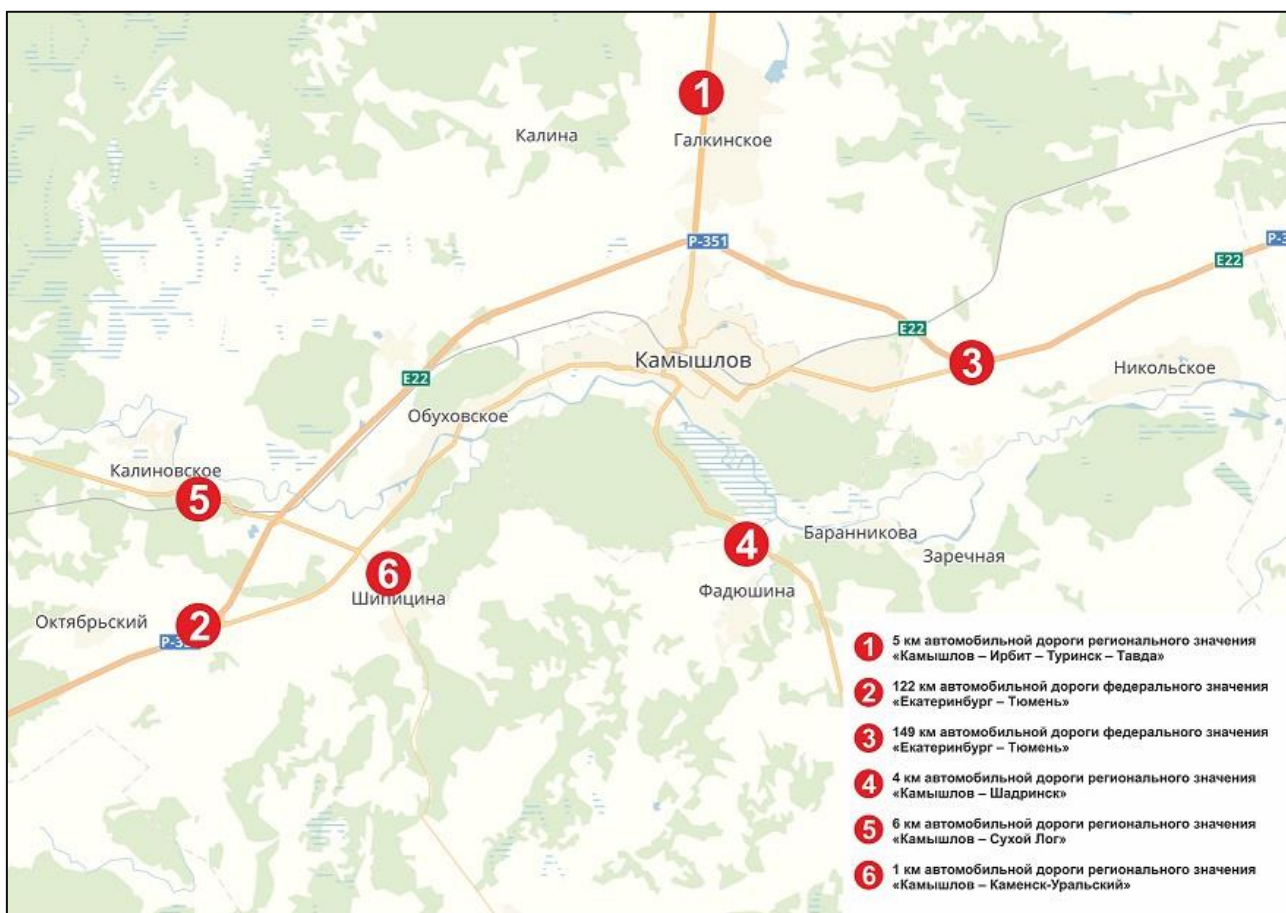 1
Калина
Галкинское
Р-351
Р-3
E22
E22
Камышлов
3
Никольское
E22
Обуховское
Калиновское
5
4
Баранникова
Заречная
6
Шипицина
Фадюшина
Октябрьский
2
Р-35
1 5 км автомобильной дороги регионального значения
«Камышлов – Ирбит – Туринск – Тавда»
2 122 км автомобильной дороги федерального значения
«Екатеринбург – Тюмень»
3 149 км автомобильной дороги федерального значения
«Екатеринбург – Тюмень»
4 4 км автомобильной дороги регионального значения
«Камышлов – Шадринск»
5 6 км автомобильной дороги регионального значения
«Камышлов – Сухой Лог»
6 1 км автомобильной дороги регионального значения
«Камышлов – Каменск-Уральский»